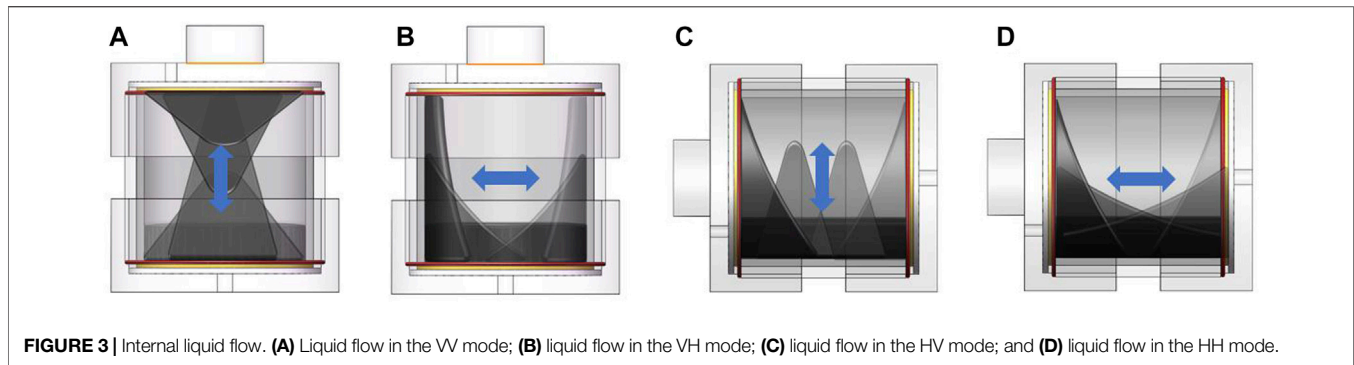 A
B
C
D
FIGURE 3 | Internal liquid flow. (A) Liquid flow in the VV mode; (B) liquid flow in the VH mode; (C) liquid flow in the HV mode; and (D) liquid flow in the HH mode.